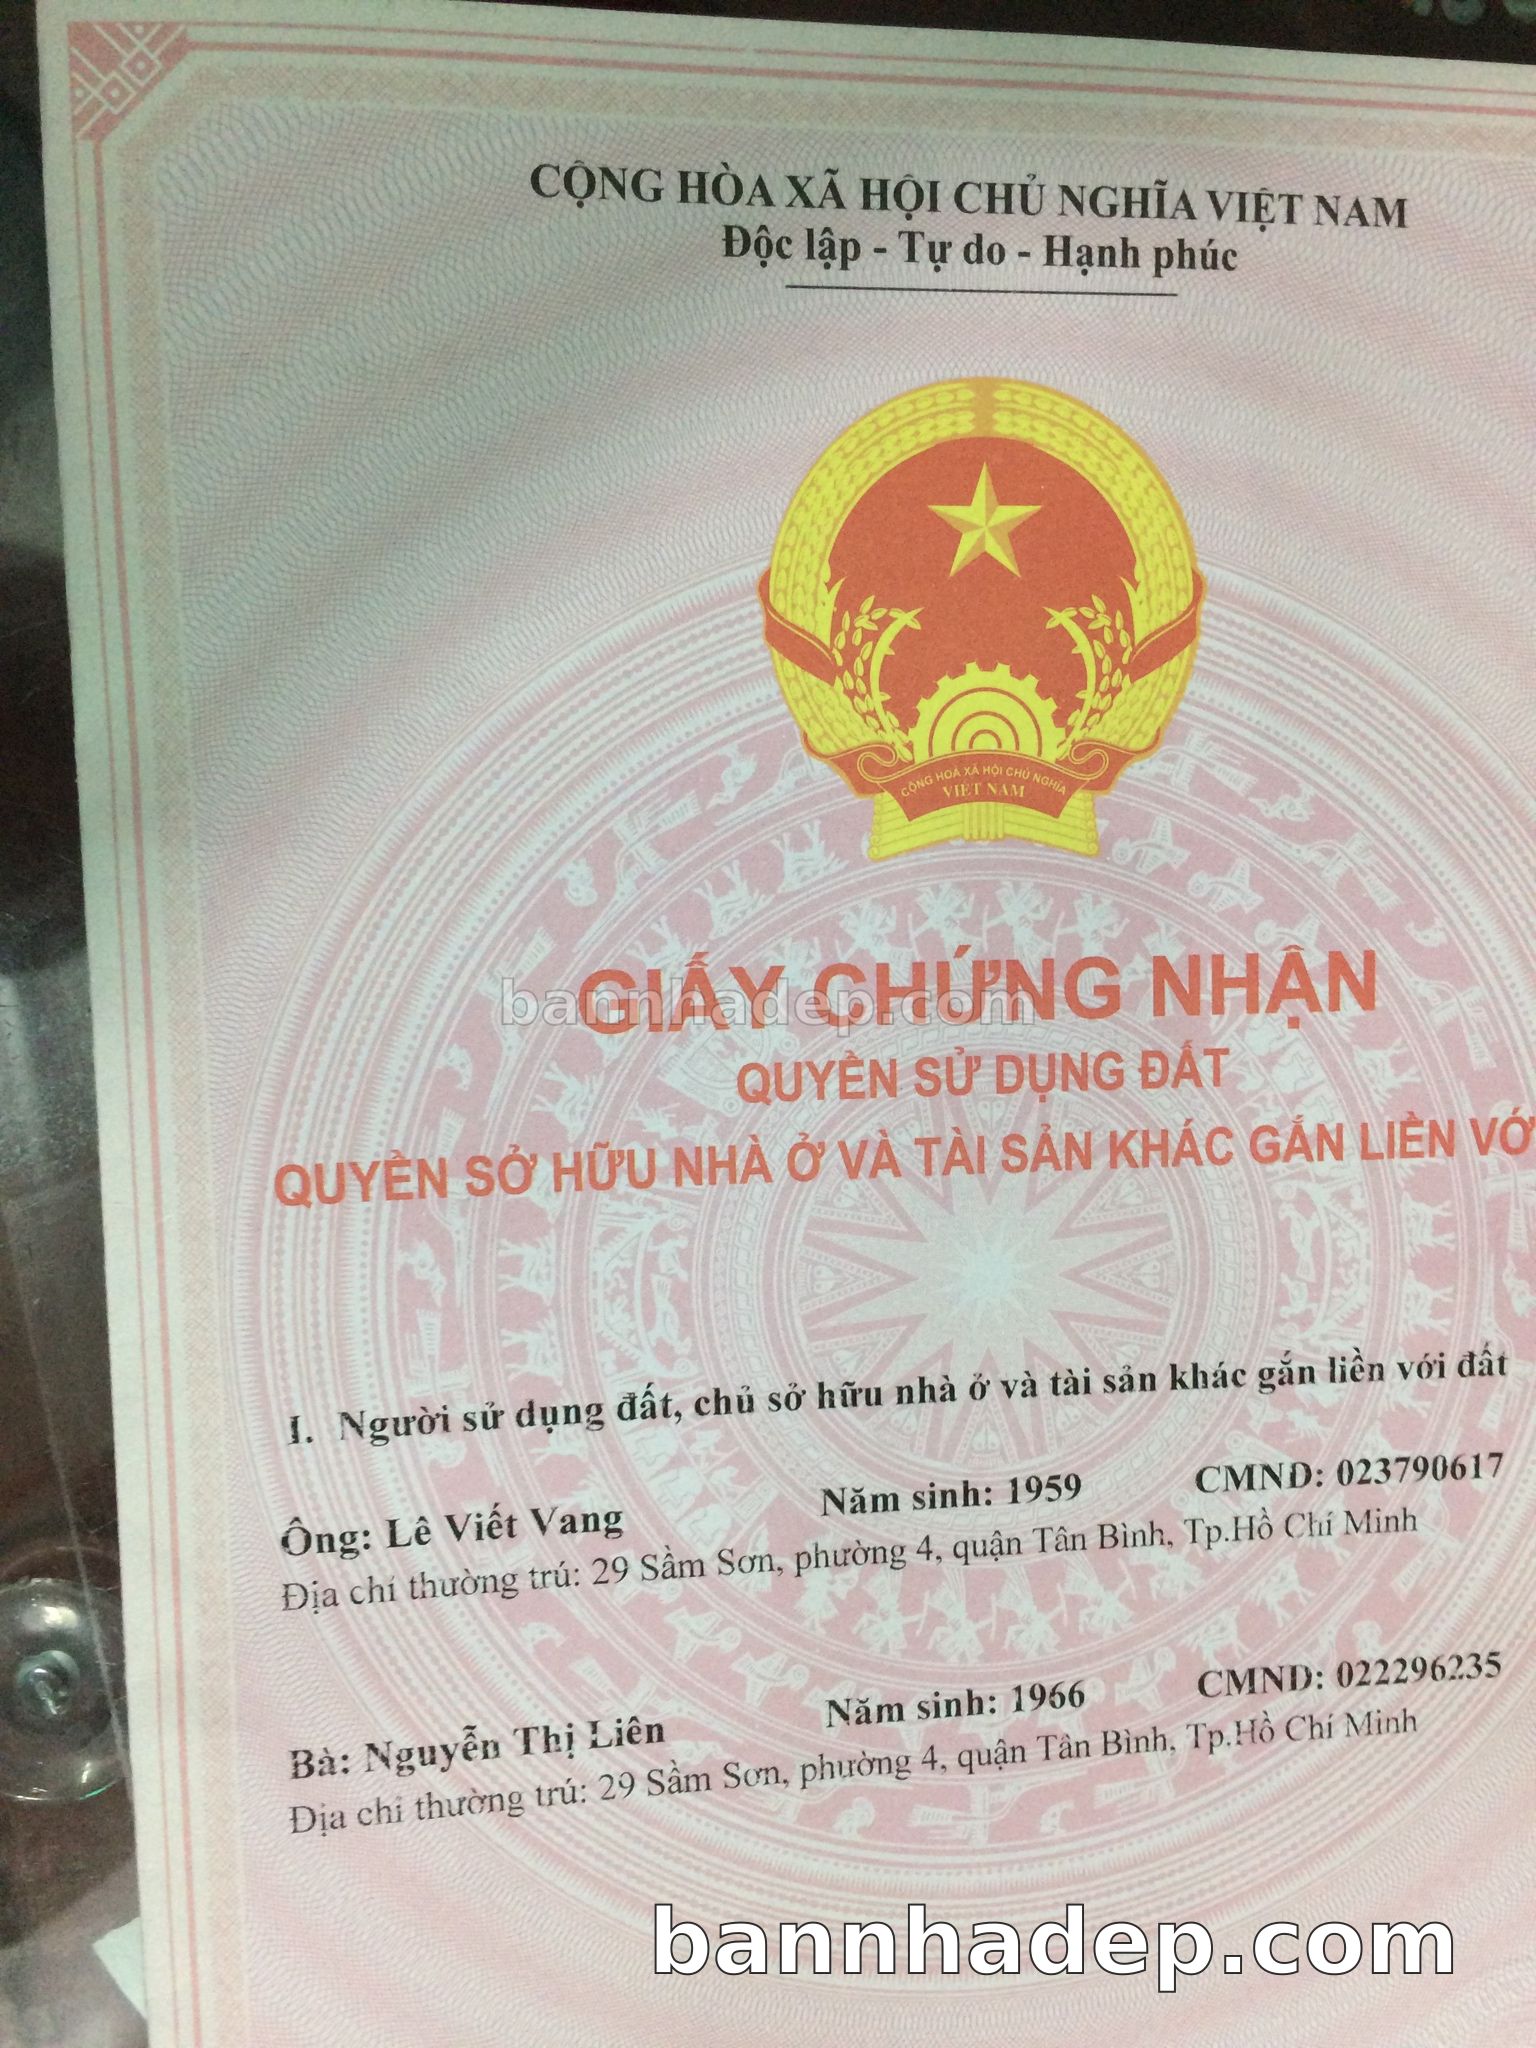 CỘNG HÒA XÃ HỘI CHỦ NGHĨA VIỆT NAM
Độc lập - Tự do - Hạnh phúc
CỘNG HOÀ XÃ HỘI CHỦ NGHĨA
VIỆT NAM
GIẤY CHỨNG NHẬN
bannhadep.com
QUYỀN SỬ DỤNG ĐẤT
QUYỀN SỞ HỮU NHÀ Ở VÀ TÀI SẢN KHÁC GẮN LIỀN VỚ
I. Người sử dụng đất, chủ sở hữu nhà ở và tài sản khác gắn liền với đất
Ông: Lê Viết Vang Năm sinh: 1959 CMND: 023790617
Địa chỉ thường trú: 29 Sầm Sơn, phường 4, quận Tân Bình, Tp.Hồ Chí Minh
Bà: Nguyễn Thị Liên Năm sinh: 1966 CMND: 022296235
Địa chỉ thường trú: 29 Sầm Sơn, phường 4, quận Tân Bình, Tp.Hồ Chí Minh
bannhadep.com